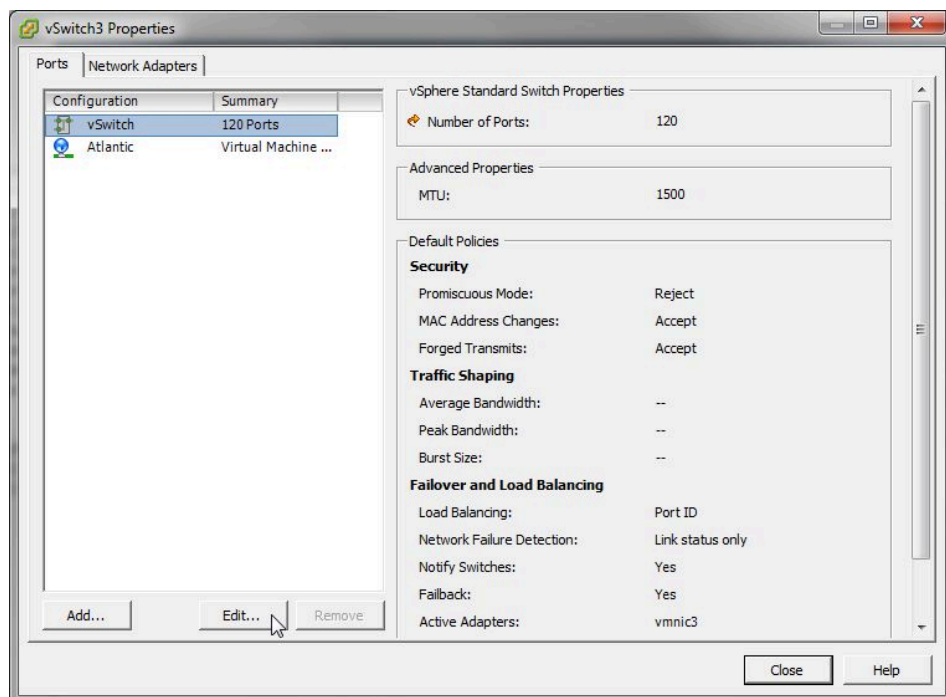 vSwitch3 Properties
Ports Network Adapters
Configuration Summary
vSwitch 120 Ports
Atlantic Virtual Machine ...
Add... Edit... Remove
vSphere Standard Switch Properties
Number of Ports: 120
Advanced Properties
MTU: 1500
Default Policies
Security
Promiscuous Mode: Reject
MAC Address Changes: Accept
Forged Transmits: Accept
Traffic Shaping
Average Bandwidth: --
Peak Bandwidth: --
Burst Size: --
Failover and Load Balancing
Load Balancing: Port ID
Network Failure Detection: Link status only
Notify Switches: Yes
Failback: Yes
Active Adapters: vmnic3
Close Help